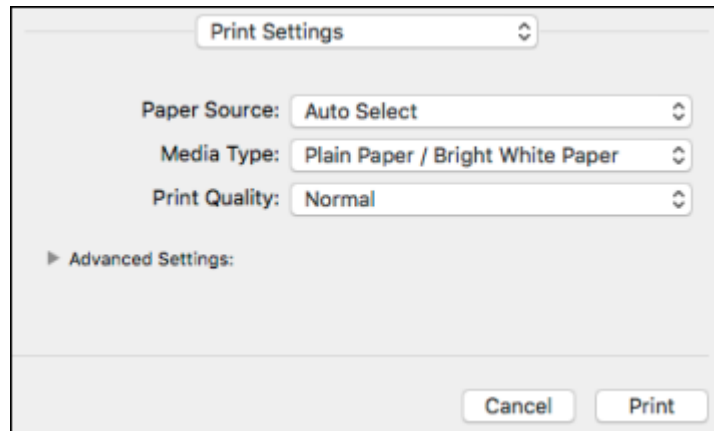 Print Settings
Paper Source: Auto Select
Media Type: Plain Paper / Bright White Paper
Print Quality: Normal
Advanced Settings:
Cancel Print